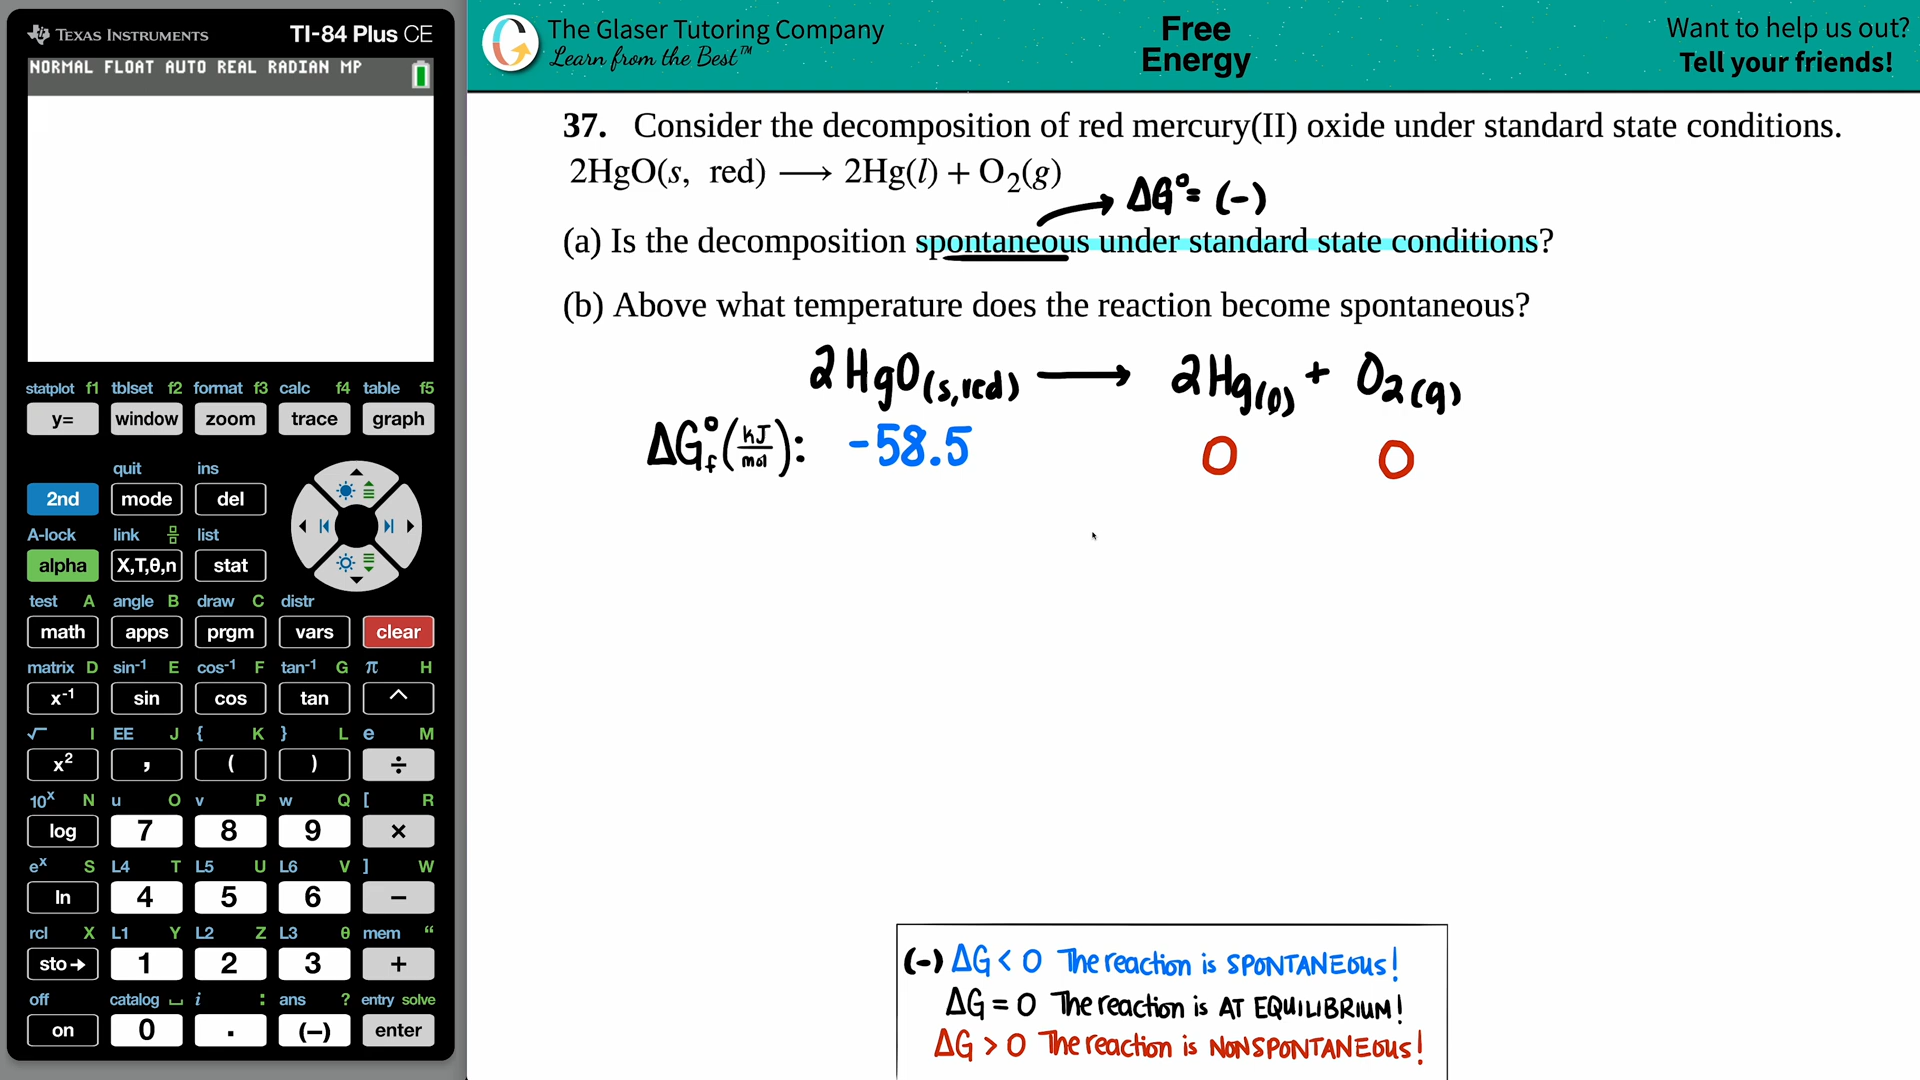 TEXAS INSTRUMENTS TI-84 Plus CE
NORMAL FLOAT AUTO REAL RADIAN MP
statplot f1 tblset f2 format f3 calc f4 table f5
y= window zoom trace graph
quit ins
2nd mode del
A-lock link list
alpha X,T,θ,n stat
test A angle B draw C distr
math apps prgm vars clear
matrix D sin-1 E cos-1 F tan-1 G π H
x-1 sin cos tan ^
√ I EE J { K } L e M
x2 , ( ) ÷
10x N u O v P w Q [ R
log 7 8 9 ×
ex S L4 T L5 U L6 V ] W
ln 4 5 6 −
rcl X L1 Y L2 Z L3 θ mem “
sto→ 1 2 3 +
off catalog ⎵ i : ans ? entry solve
on 0 . (−) enter
The Glaser Tutoring Company
Learn from the Best™
Free
Energy
Want to help us out?
Tell your friends!
37. Consider the decomposition of red mercury(II) oxide under standard state conditions.
2HgO(s, red) ⟶ 2Hg(l) + O2(g)
ΔG° = (-)
(a) Is the decomposition spontaneous under standard state conditions?
(b) Above what temperature does the reaction become spontaneous?
2HgO(s,red) ⟶ 2Hg(l) + O2(g)
ΔG°f (kJ/mol): -58.5 0 0
(-) ΔG < 0 The reaction is SPONTANEOUS!
ΔG = 0 The reaction is AT EQUILIBRIUM!
ΔG > 0 The reaction is NONSPONTANEOUS!